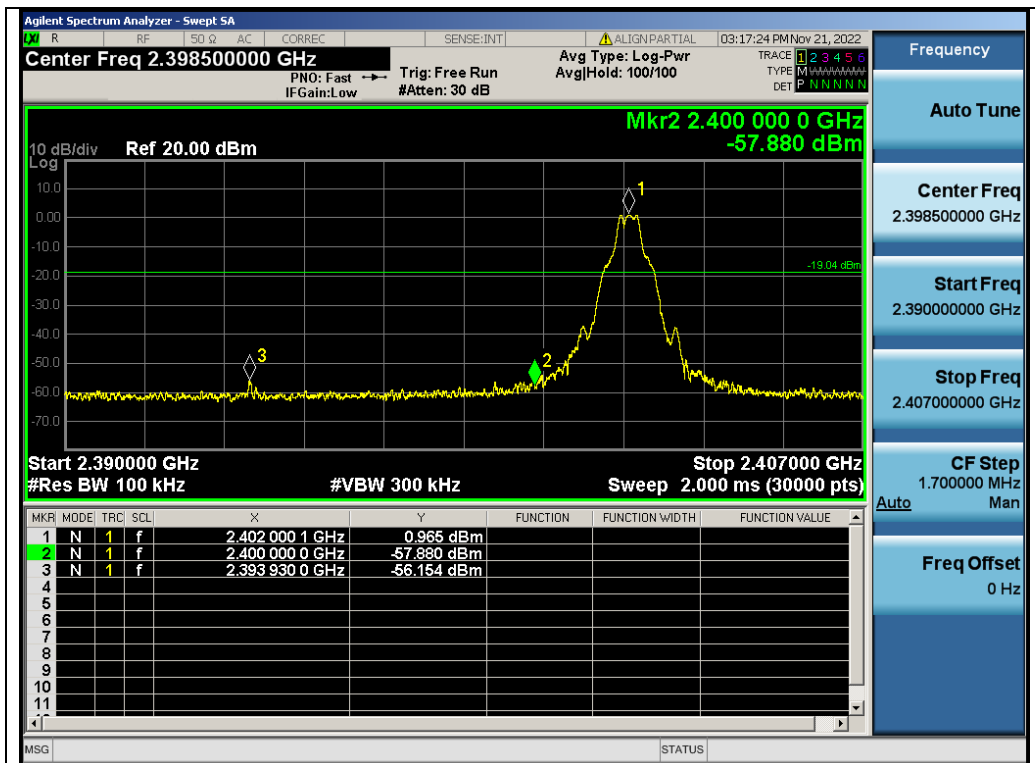 Agilent Spectrum Analyzer - Swept SA
LXI R RF 50 Ω AC CORREC SENSE:INT ALIGN PARTIAL 03:17:24 PM Nov 21, 2022
Center Freq 2.398500000 GHz
PNO: Fast
IFGain:Low
Trig: Free Run
#Atten: 30 dB
Avg Type: Log-Pwr
Avg|Hold: 100/100
TRACE 1 2 3 4 5 6
TYPE M
DET P N N N N N
Mkr2 2.400 000 0 GHz
-57.880 dBm
10 dB/div Ref 20.00 dBm
Log
10.0
0.00
-10.0
-20.0
-30.0
-40.0
-50.0
-60.0
-70.0
1
-19.04 dBm
3
2
Start 2.390000 GHz Stop 2.407000 GHz
#Res BW 100 kHz #VBW 300 kHz Sweep 2.000 ms (30000 pts)
MKR MODE TRC SCL X Y FUNCTION FUNCTION WIDTH FUNCTION VALUE
1 N 1 f 2.402 000 1 GHz 0.965 dBm
2 N 1 f 2.400 000 0 GHz -57.880 dBm
3 N 1 f 2.393 930 0 GHz -56.154 dBm
4
5
6
7
8
9
10
11
MSG STATUS
Frequency
Auto Tune
Center Freq
2.398500000 GHz
Start Freq
2.390000000 GHz
Stop Freq
2.407000000 GHz
CF Step
1.700000 MHz
Auto Man
Freq Offset
0 Hz